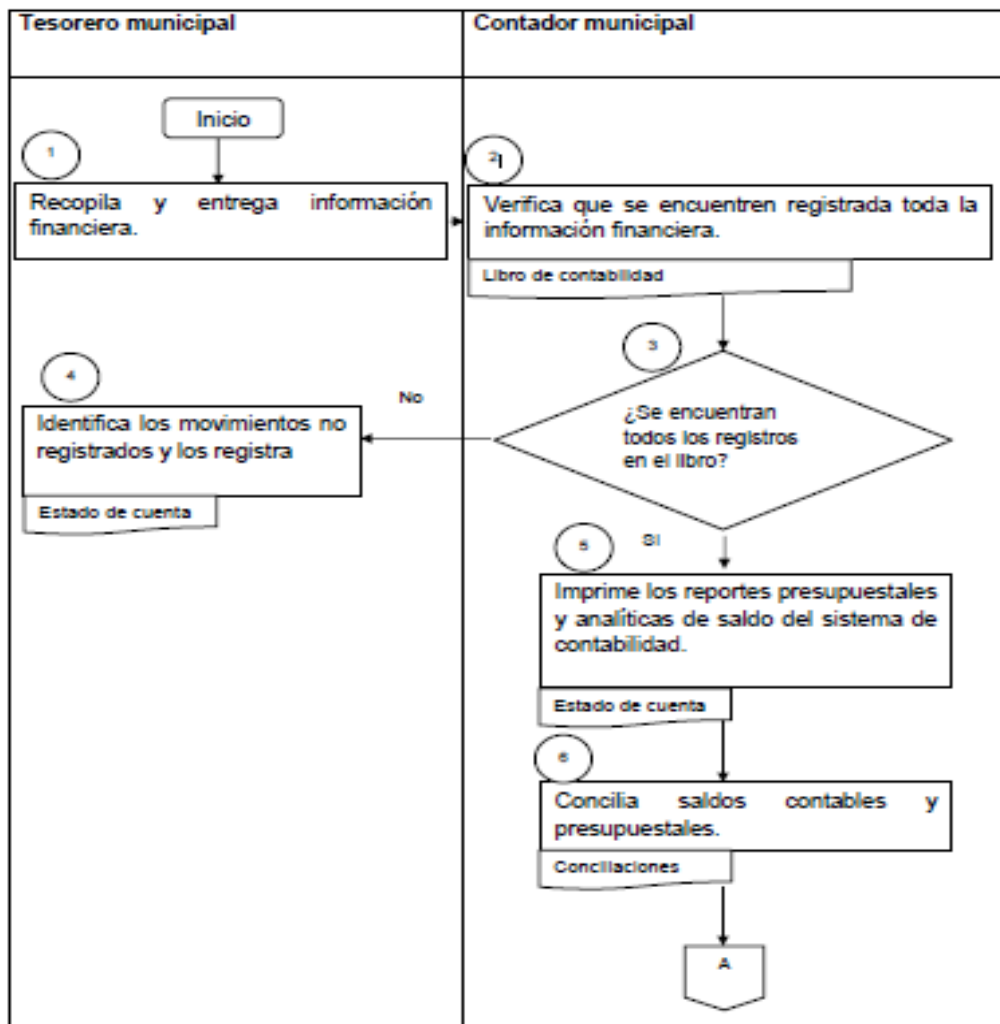 Tesorero municipal
Contador municipal
Inicio
1
2
Recopila y entrega información
financiera.
Verifica que se encuentren registrada toda la
información financiera.
Libro de contabilidad
3
¿Se encuentran
todos los registros
en el libro?
No
4
Identifica los movimientos no
registrados y los registra
Estado de cuenta
SI
5
Imprime los reportes presupuestales
y analíticas de saldo del sistema de
contabilidad.
Estado de cuenta
6
Concilia saldos contables y
presupuestales.
Conciliaciones
A